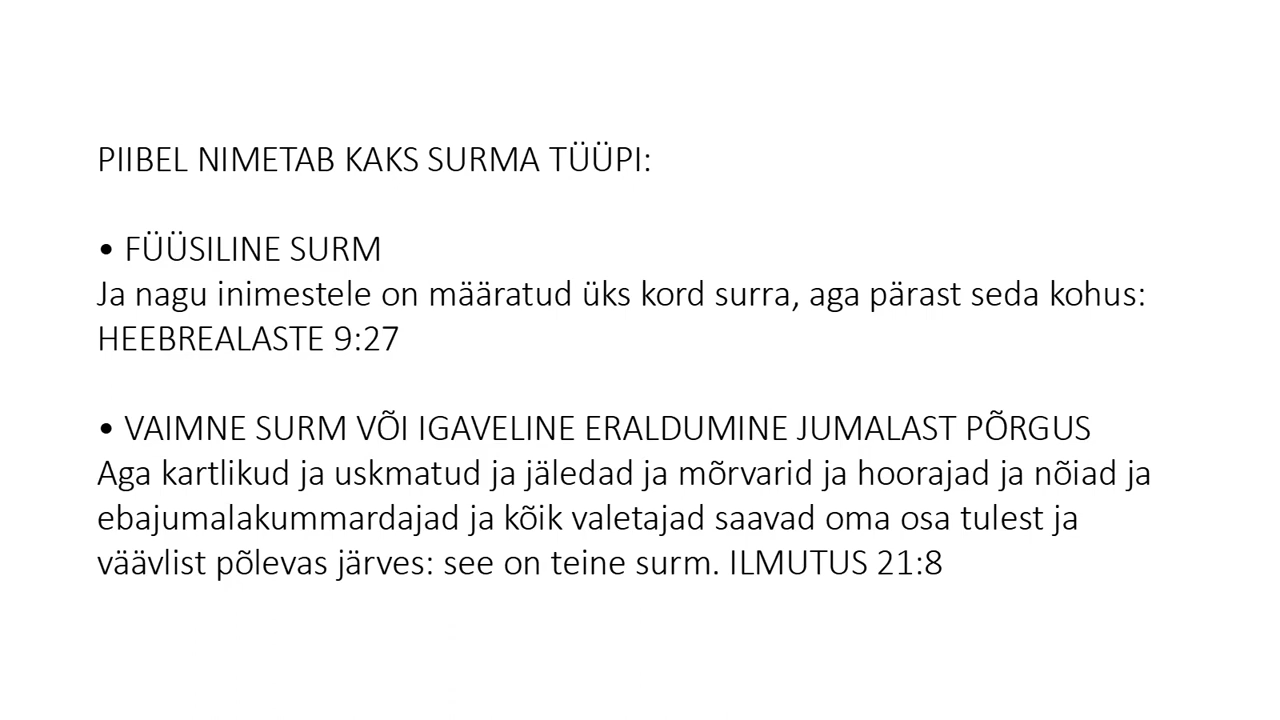 PIIBEL NIMETAB KAKS SURMA TÜÜPI:
• FÜÜSILINE SURM
Ja nagu inimestele on määratud üks kord surra, aga pärast seda kohus:
HEEBREALASTE 9:27
• VAIMNE SURM VÕI IGAVELINE ERALDUMINE JUMALAST PÕRGUS
Aga kartlikud ja uskmatud ja jäledad ja mõrvarid ja hoorajad ja nõiad ja
ebajumalakummardajad ja kõik valetajad saavad oma osa tulest ja
väävlist põlevas järves: see on teine surm. ILMUTUS 21:8